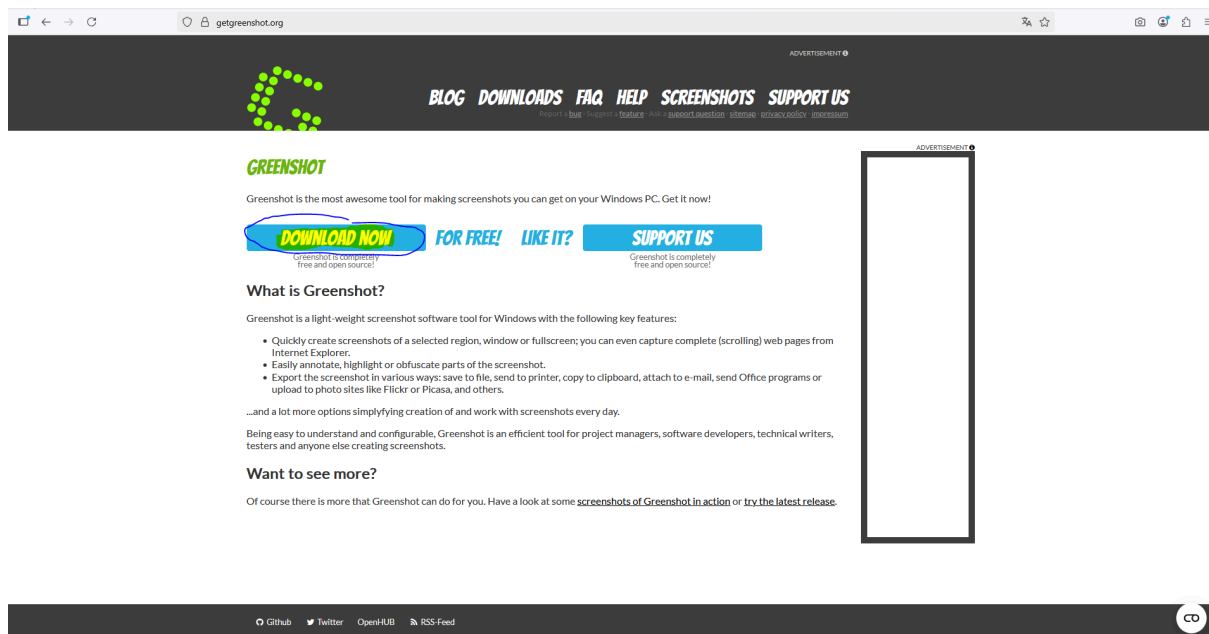 getgreenshot.org
ADVERTISEMENT
BLOG DOWNLOADS FAQ HELP SCREENSHOTS SUPPORT US
Report a bug · Suggest a feature · Ask a support question · sitemap · privacy policy · impressum
ADVERTISEMENT
GREENSHOT
Greenshot is the most awesome tool for making screenshots you can get on your Windows PC. Get it now!
DOWNLOAD NOW FOR FREE! LIKE IT? SUPPORT US
Greenshot is completely
free and open source!
Greenshot is completely
free and open source!
What is Greenshot?
Greenshot is a light-weight screenshot software tool for Windows with the following key features:
• Quickly create screenshots of a selected region, window or fullscreen; you can even capture complete (scrolling) web pages from
Internet Explorer.
• Easily annotate, highlight or obfuscate parts of the screenshot.
• Export the screenshot in various ways: save to file, send to printer, copy to clipboard, attach to e-mail, send Office programs or
upload to photo sites like Flickr or Picasa, and others.
...and a lot more options simplyfying creation of and work with screenshots every day.
Being easy to understand and configurable, Greenshot is an efficient tool for project managers, software developers, technical writers,
testers and anyone else creating screenshots.
Want to see more?
Of course there is more that Greenshot can do for you. Have a look at some screenshots of Greenshot in action or try the latest release.
Github Twitter OpenHUB RSS-Feed